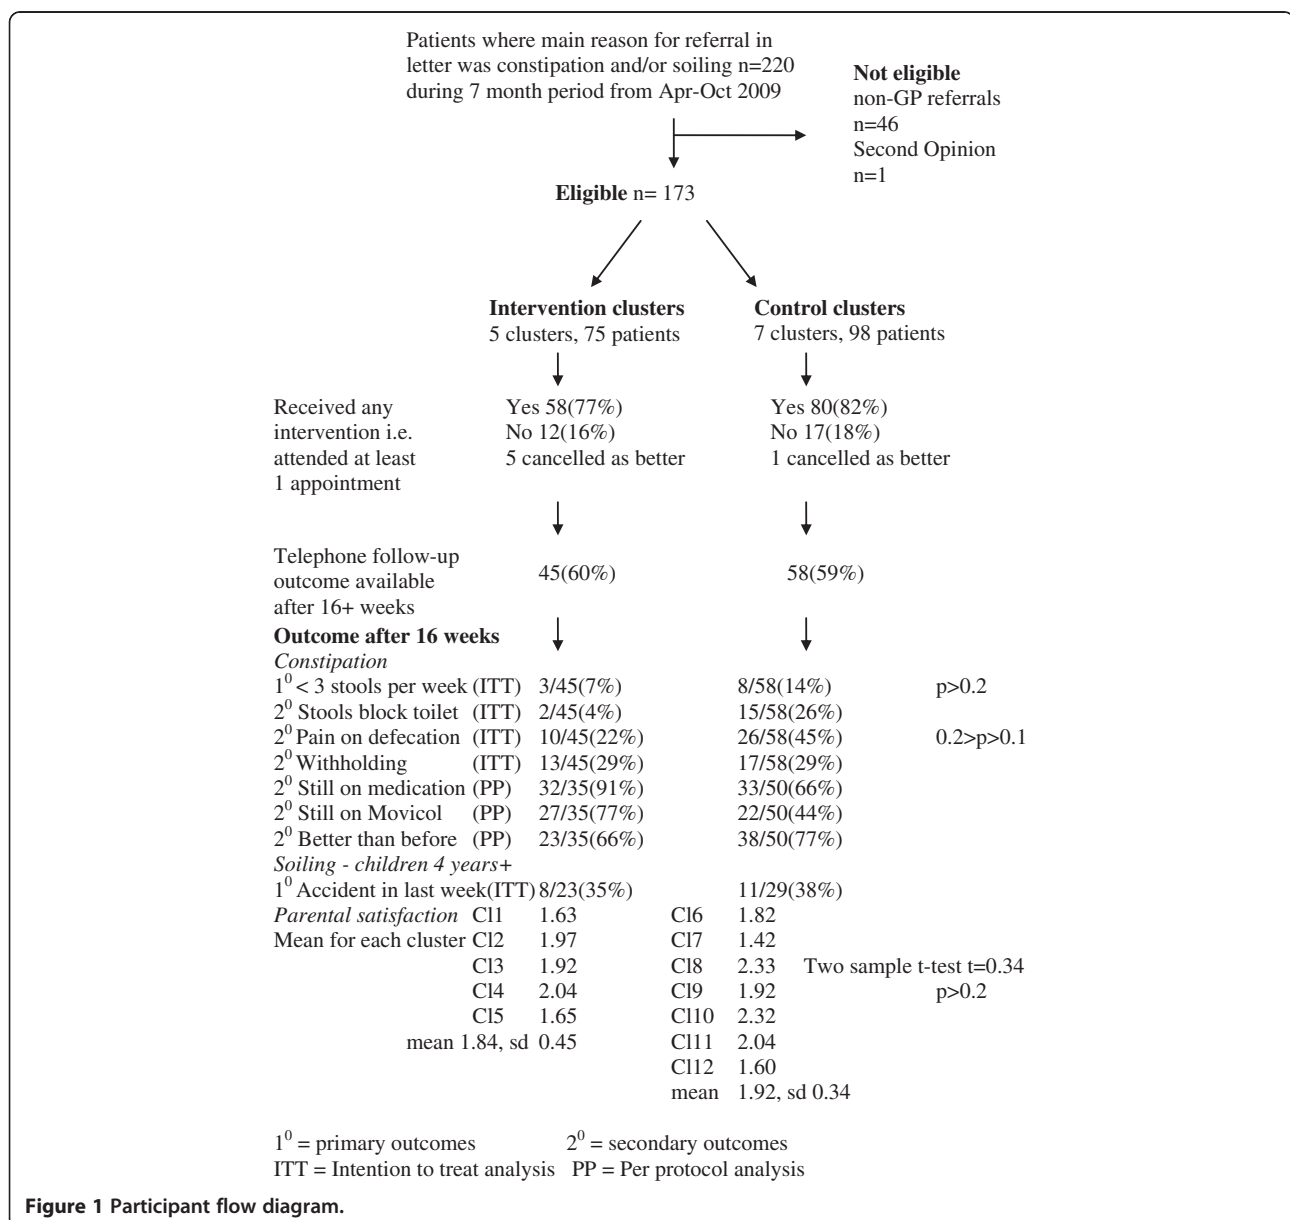 Patients where main reason for referral in
letter was constipation and/or soiling n=220
during 7 month period from Apr-Oct 2009
Not eligible
non-GP referrals
n=46
Second Opinion
n=1
Eligible n= 173
Intervention clusters
5 clusters, 75 patients
Control clusters
7 clusters, 98 patients
Received any
intervention i.e.
attended at least
1 appointment
Yes 58(77%)
No 12(16%)
5 cancelled as better
Yes 80(82%)
No 17(18%)
1 cancelled as better
Telephone follow-up
outcome available
after 16+ weeks
45(60%)
58(59%)
Outcome after 16 weeks
Constipation
1⁰ < 3 stools per week (ITT) 3/45(7%) 8/58(14%) p>0.2
2⁰ Stools block toilet (ITT) 2/45(4%) 15/58(26%)
2⁰ Pain on defecation (ITT) 10/45(22%) 26/58(45%) 0.2>p>0.1
2⁰ Withholding (ITT) 13/45(29%) 17/58(29%)
2⁰ Still on medication (PP) 32/35(91%) 33/50(66%)
2⁰ Still on Movicol (PP) 27/35(77%) 22/50(44%)
2⁰ Better than before (PP) 23/35(66%) 38/50(77%)
Soiling - children 4 years+
1⁰ Accident in last week(ITT) 8/23(35%) 11/29(38%)
Parental satisfaction Cl1 1.63 Cl6 1.82
Mean for each cluster Cl2 1.97 Cl7 1.42
Cl3 1.92 Cl8 2.33 Two sample t-test t=0.34
Cl4 2.04 Cl9 1.92 p>0.2
Cl5 1.65 Cl10 2.32
mean 1.84, sd 0.45 Cl11 2.04
Cl12 1.60
mean 1.92, sd 0.34
1⁰ = primary outcomes 2⁰ = secondary outcomes
ITT = Intention to treat analysis PP = Per protocol analysis
Figure 1 Participant flow diagram.